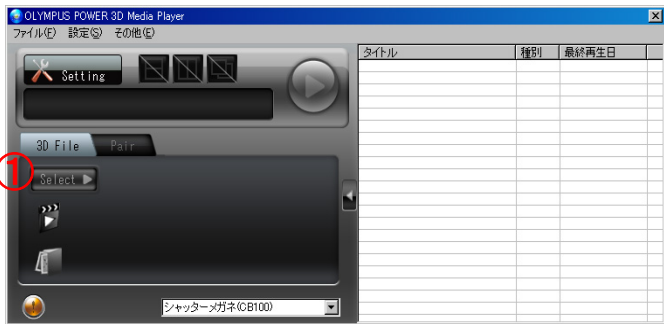 OLYMPUS POWER 3D Media Player
ファイル(F) 設定(S) その他(E)
タイトル 種別 最終再生日
Setting
3D File Pair
①
Select
シャッターメガネ(CB100)